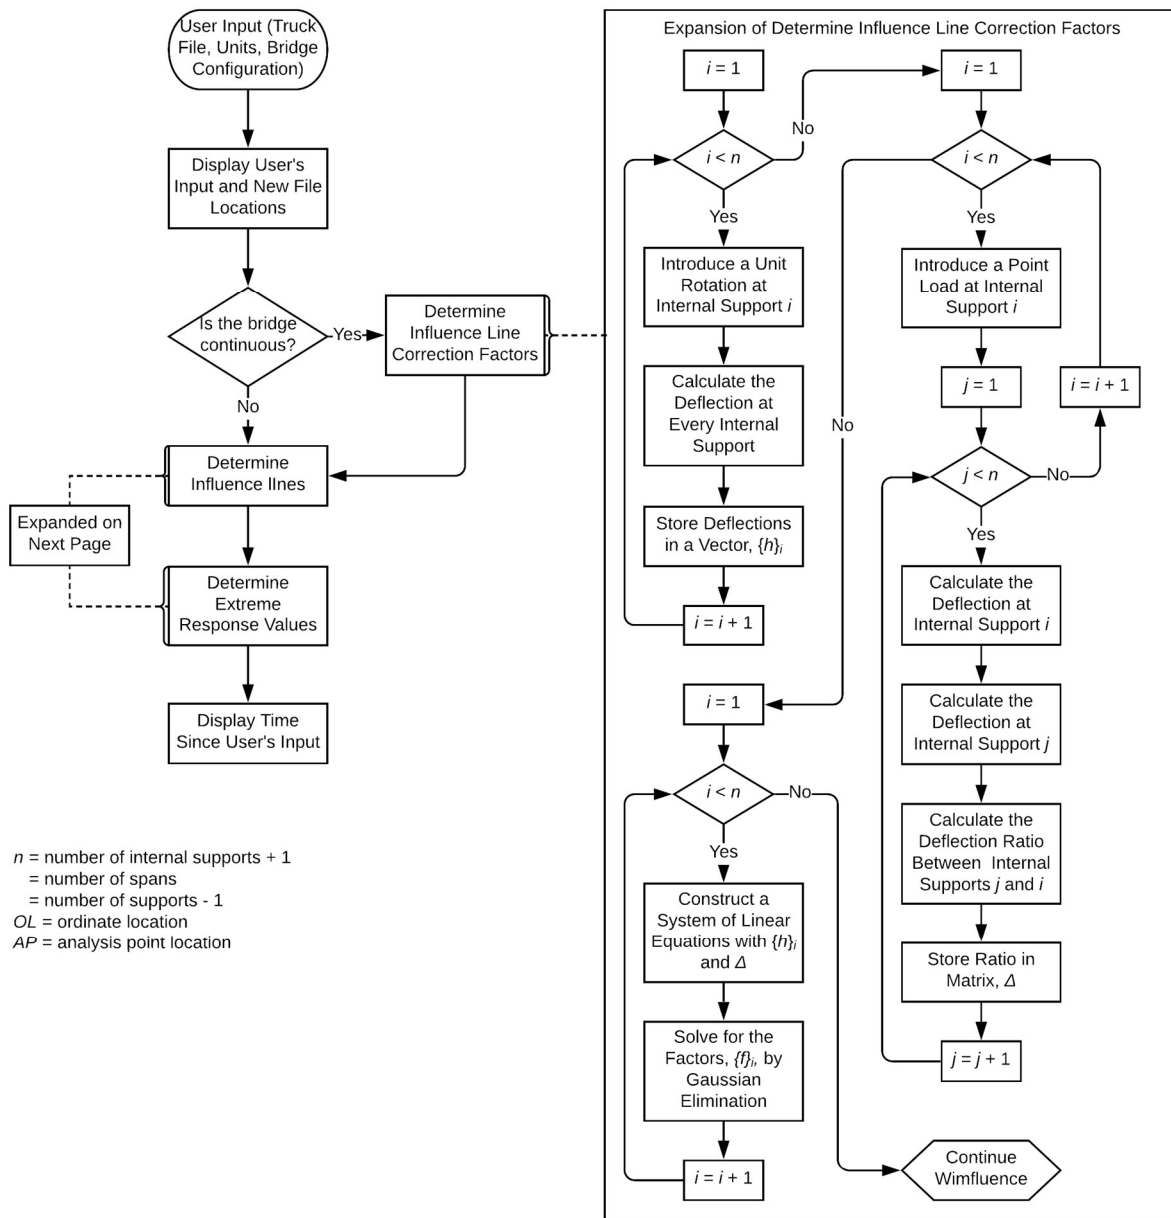 User Input (Truck
File, Units, Bridge
Configuration)
Display User's
Input and New File
Locations
Is the bridge
continuous?
Yes
No
Determine
Influence Line
Correction Factors
Determine
Influence lInes
Expanded on
Next Page
Determine
Extreme
Response Values
Display Time
Since User's Input
n = number of internal supports + 1
= number of spans
= number of supports - 1
OL = ordinate location
AP = analysis point location
Expansion of Determine Influence Line Correction Factors
i = 1
i < n
No
Yes
Introduce a Unit
Rotation at
Internal Support i
Calculate the
Deflection at
Every Internal
Support
Store Deflections
in a Vector, {h}i
i = i + 1
i = 1
i < n
No
Yes
Introduce a Point
Load at Internal
Support i
j = 1
i = i + 1
j < n
No
Yes
Calculate the
Deflection at
Internal Support i
Calculate the
Deflection at
Internal Support j
Calculate the
Deflection Ratio
Between Internal
Supports j and i
Store Ratio in
Matrix, Δ
j = j + 1
i = 1
i < n
No
Yes
Construct a
System of Linear
Equations with {h}i
and Δ
Solve for the
Factors, {f}i, by
Gaussian
Elimination
i = i + 1
Continue
Wimfluence